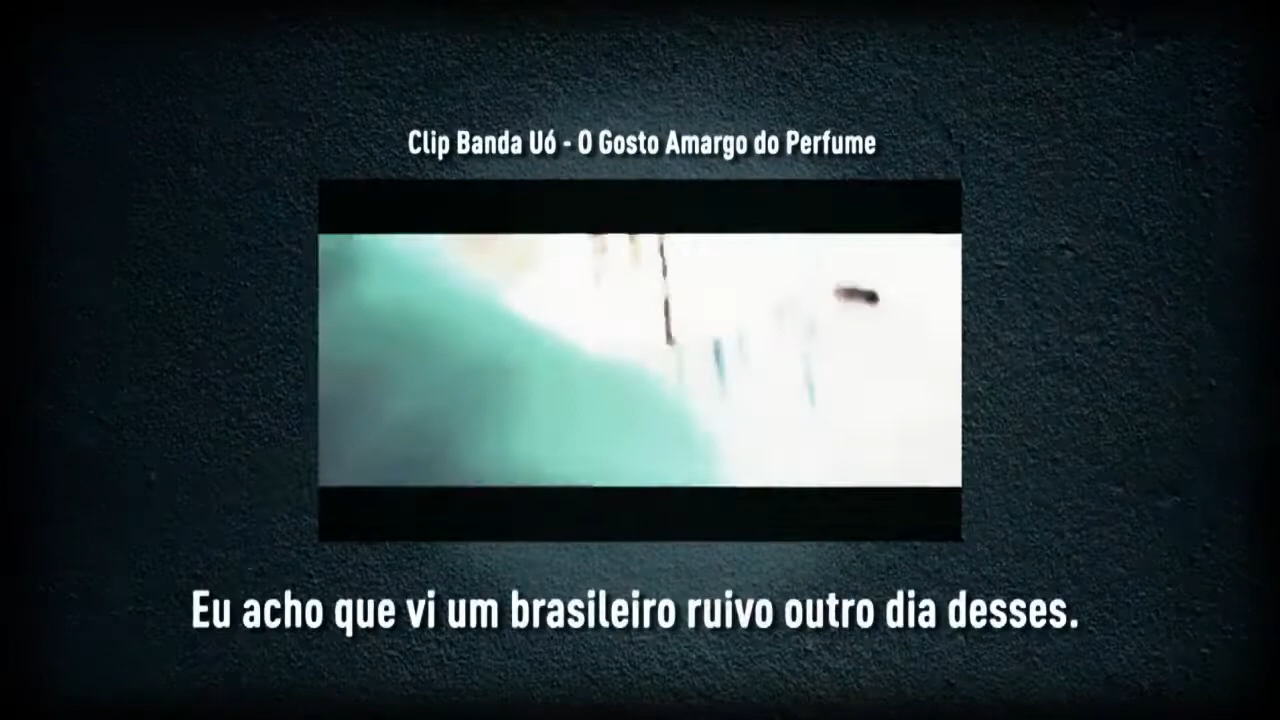 Clip Banda Uó - O Gosto Amargo do Perfume
Eu acho que vi um brasileiro ruivo outro dia desses.